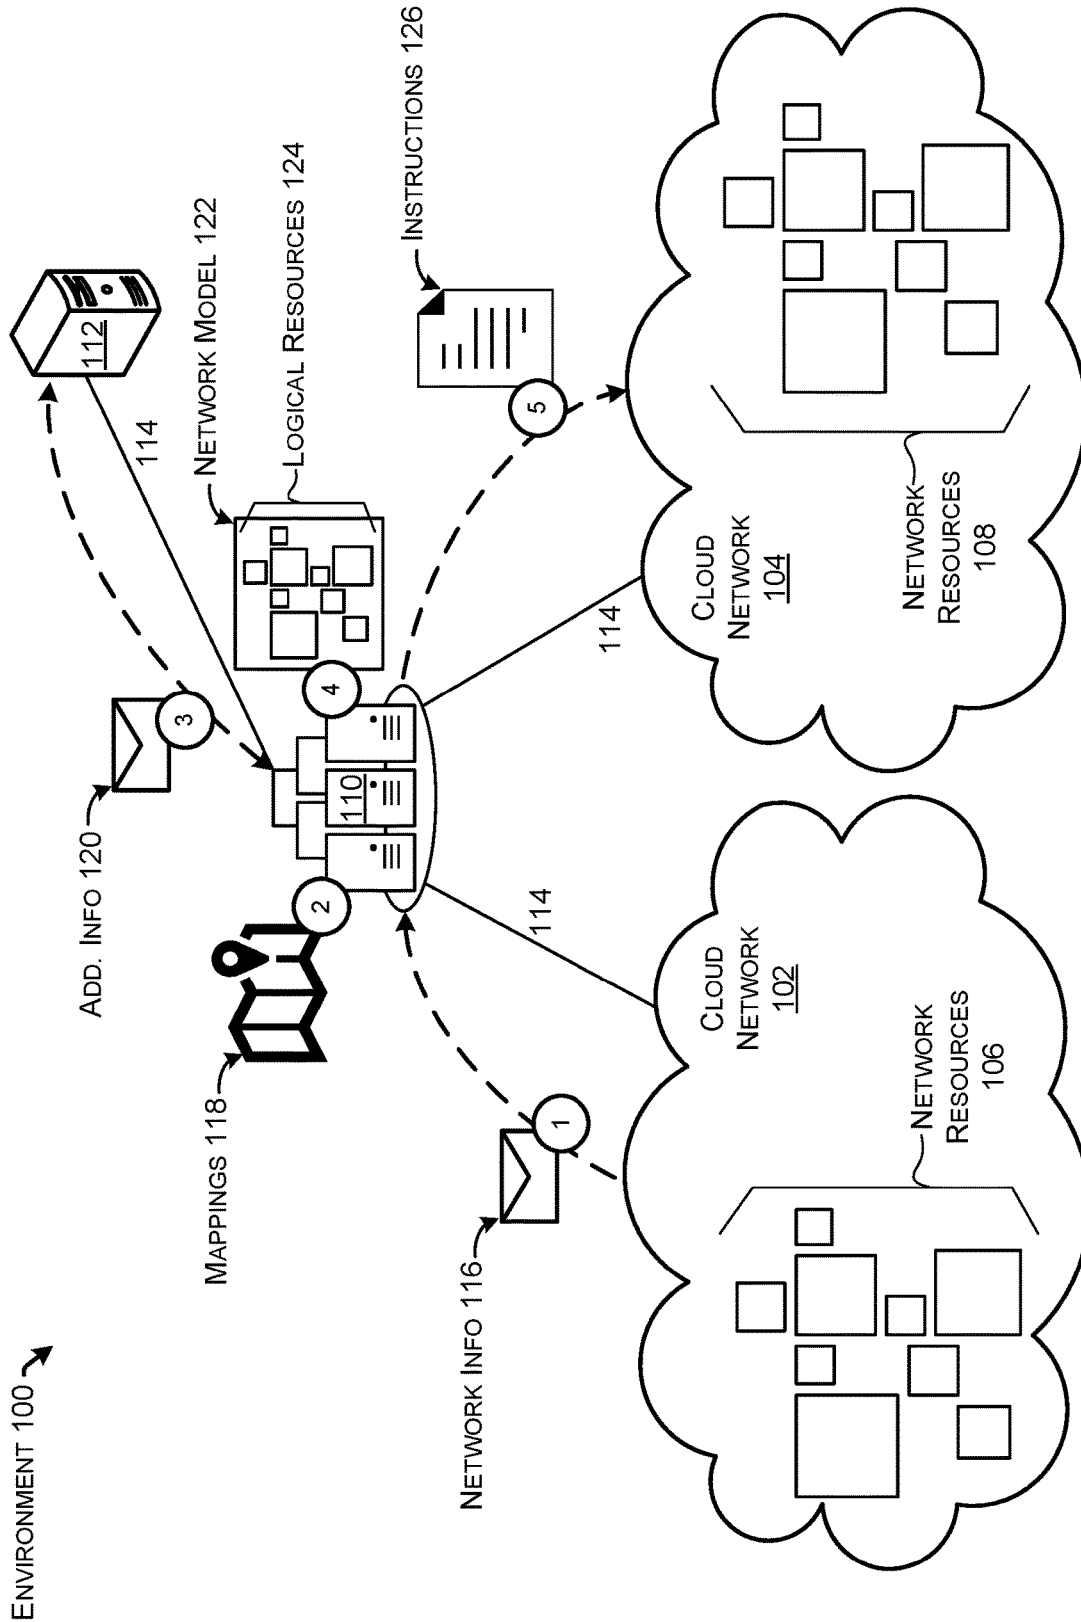 ENVIRONMENT 100
112
114
ADD. INFO 120
3
NETWORK MODEL 122
LOGICAL RESOURCES 124
MAPPINGS 118
2
110
4
INSTRUCTIONS 126
5
NETWORK INFO 116
1
114
114
CLOUD
NETWORK
102
CLOUD
NETWORK
104
NETWORK
RESOURCES
106
NETWORK
RESOURCES
108